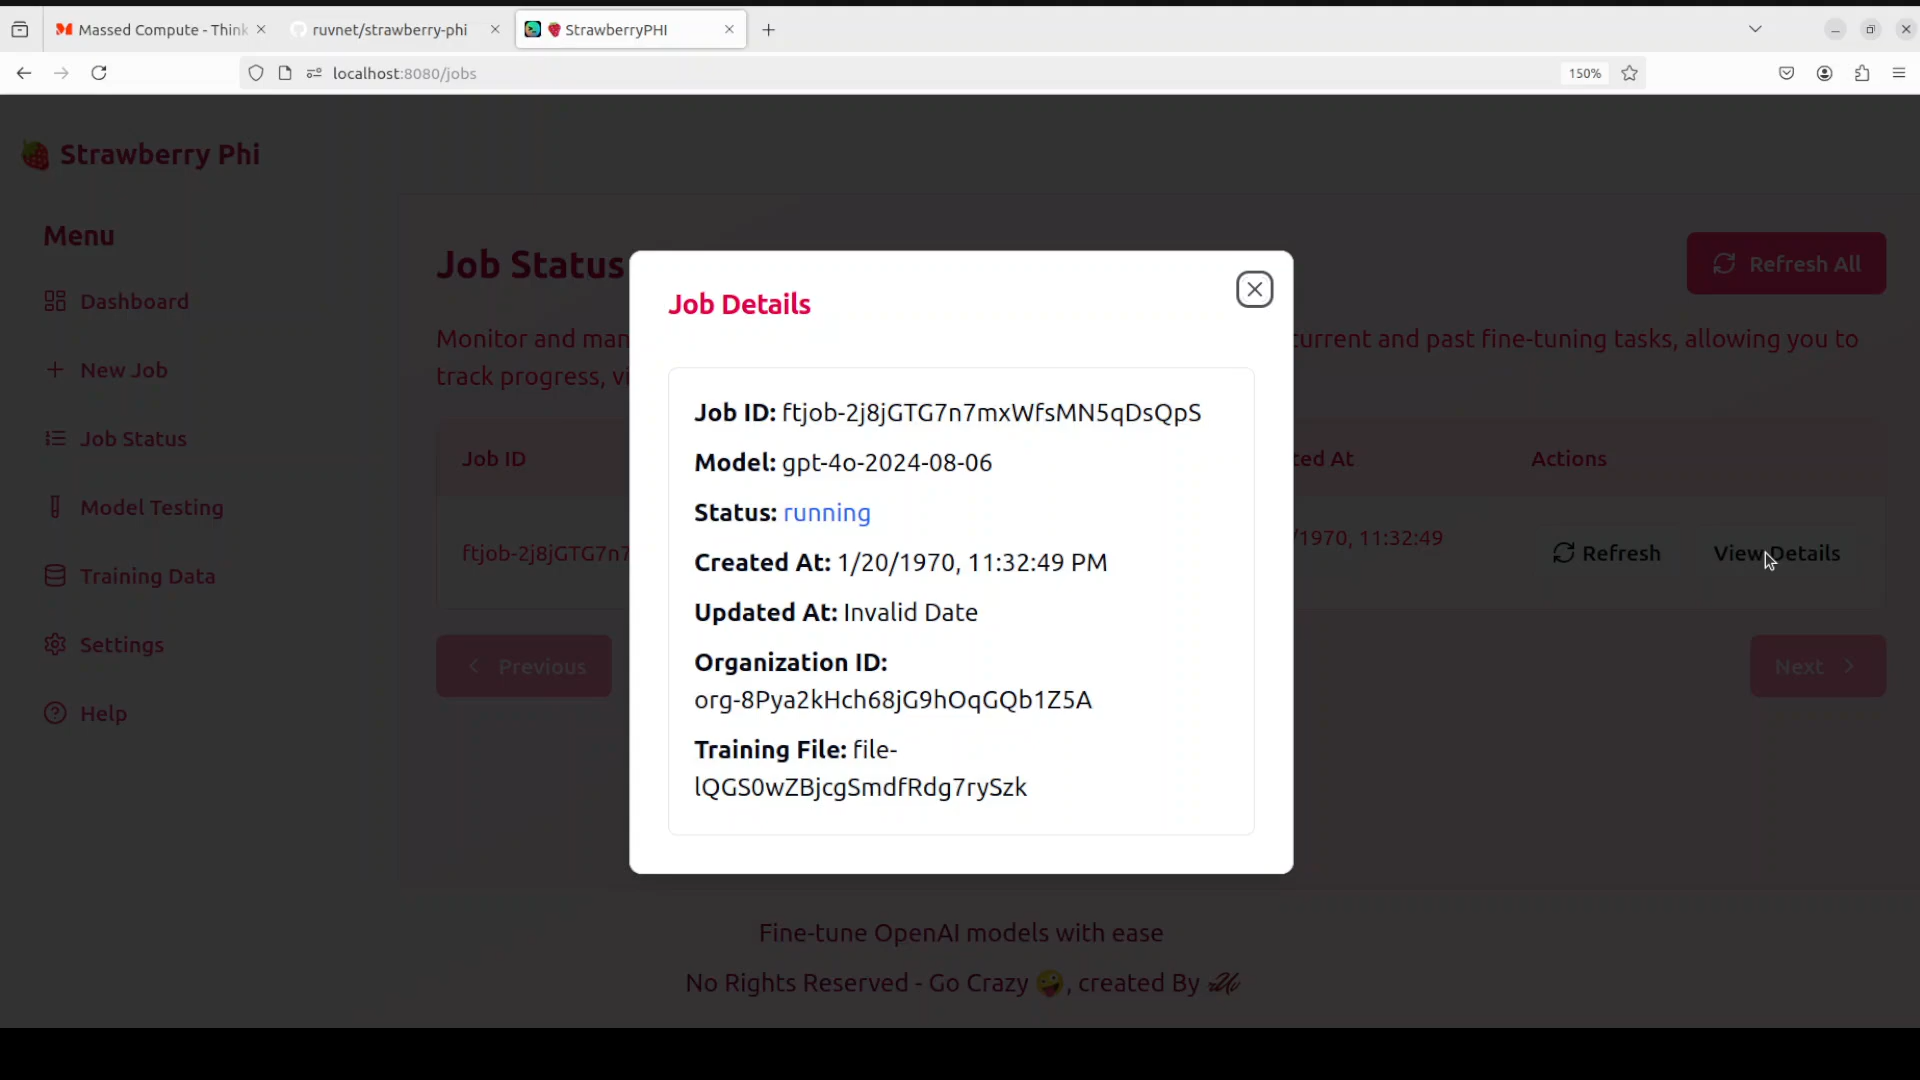 Massed Compute - Think
ruvnet/strawberry-phi
🍓 StrawberryPHI
localhost:8080/jobs
150%
🍓 Strawberry Phi
Menu
Dashboard
New Job
Job Status
Model Testing
Training Data
Settings
Help
Job Status
Refresh All
Monitor and man
urrent and past fine-tuning tasks, allowing you to
track progress, vi
Job ID
ted At
Actions
ftjob-2j8jGTG7n7
/1970, 11:32:49
Refresh
View Details
Previous
Next
Job Details
Job ID: ftjob-2j8jGTG7n7mxWfsMN5qDsQpS
Model: gpt-4o-2024-08-06
Status: running
Created At: 1/20/1970, 11:32:49 PM
Updated At: Invalid Date
Organization ID:
org-8Pya2kHch68jG9hOqGQb1Z5A
Training File: file-
lQGS0wZBjcgSmdfRdg7rySzk
Fine-tune OpenAI models with ease
No Rights Reserved - Go Crazy 🤪, created By rUv